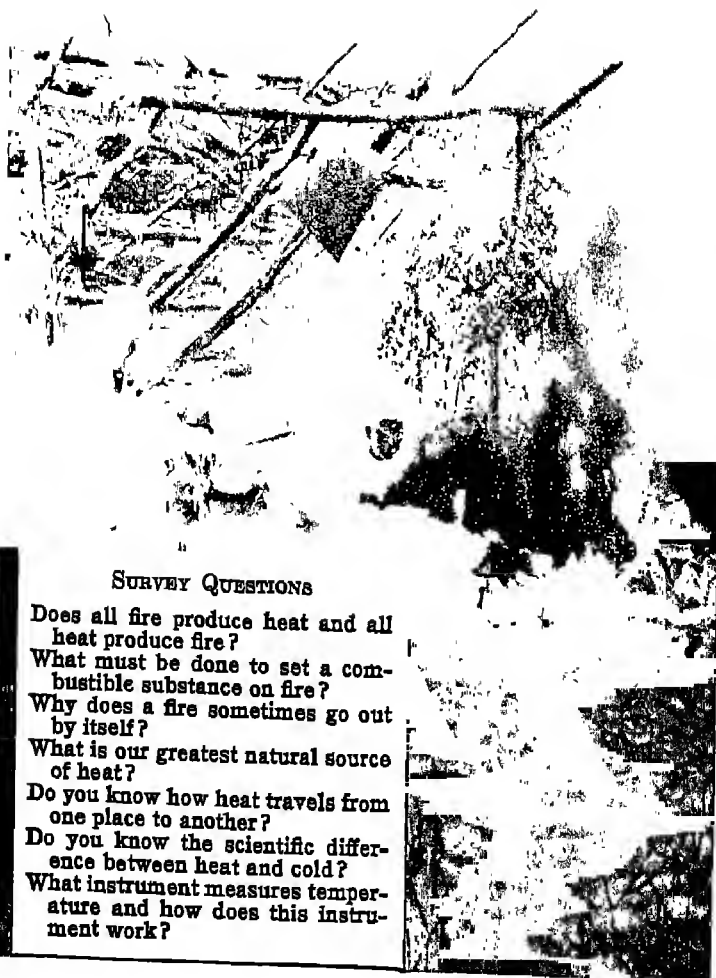 SURVEY QUESTIONS
Does all fire produce heat and all
heat produce fire?
What must be done to set a com-
bustible substance on fire?
Why does a fire sometimes go out
by itself?
What is our greatest natural source
of heat?
Do you know how heat travels from
one place to another?
Do you know the scientific differ-
ence between heat and cold?
What instrument measures temper-
ature and how does this instru-
ment work?